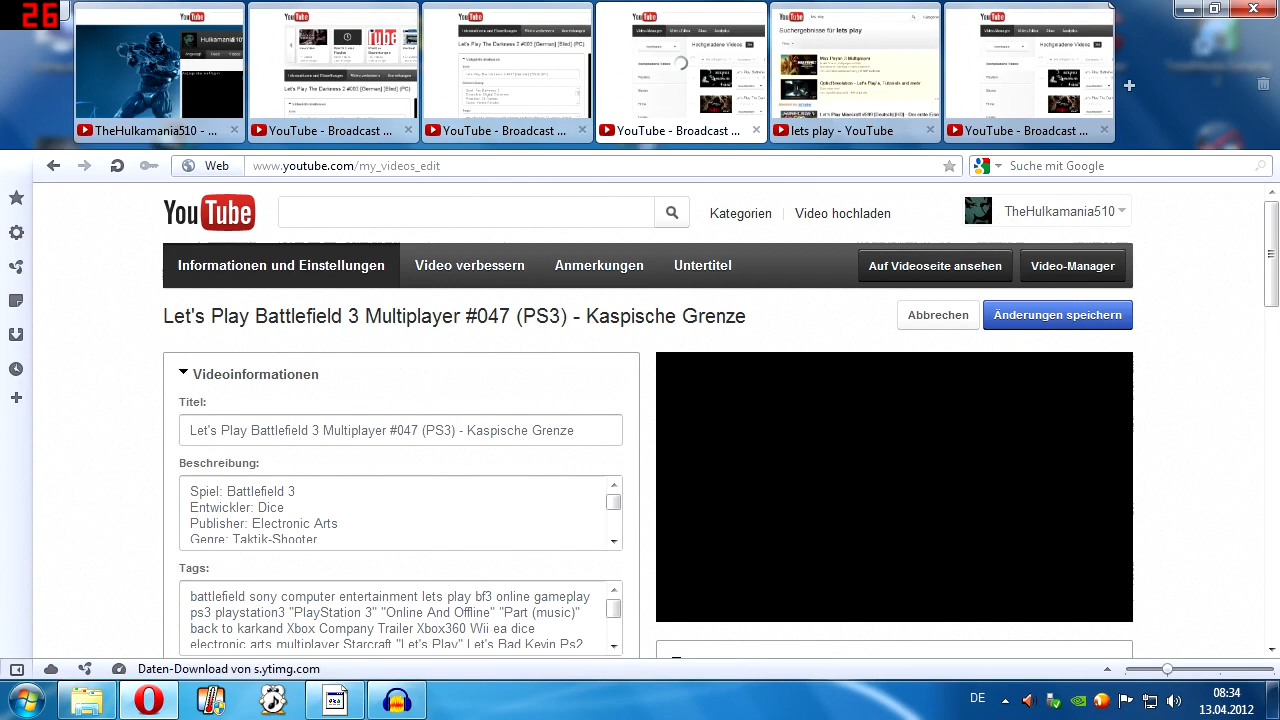 26
TheHulkamania510 - ...
YouTube - Broadcast ...
YouTube - Broadcast ...
YouTube - Broadcast ...
lets play - YouTube
YouTube - Broadcast ...
Web
www.youtube.com/my_videos_edit
Suche mit Google
YouTube
Kategorien
Video hochladen
TheHulkamania510
Informationen und Einstellungen
Video verbessern
Anmerkungen
Untertitel
Auf Videoseite ansehen
Video-Manager
Let's Play Battlefield 3 Multiplayer #047 (PS3) - Kaspische Grenze
Abbrechen
Änderungen speichern
Videoinformationen
Titel:
Let's Play Battlefield 3 Multiplayer #047 (PS3) - Kaspische Grenze
Beschreibung:
Spiel: Battlefield 3
Entwickler: Dice
Publisher: Electronic Arts
Genre: Taktik-Shooter
Tags:
battlefield sony computer entertainment lets play bf3 online gameplay
ps3 playstation3 "PlayStation 3" "Online And Offline" "Part (music)"
back to karkand Xbox Company Trailer Xbox360 Wii ea dice
electronic arts multiplayer Starcraft "Let's Play" Let's Bad Kevin Ps2
Daten-Download von s.ytimg.com
DE
08:34
13.04.2012